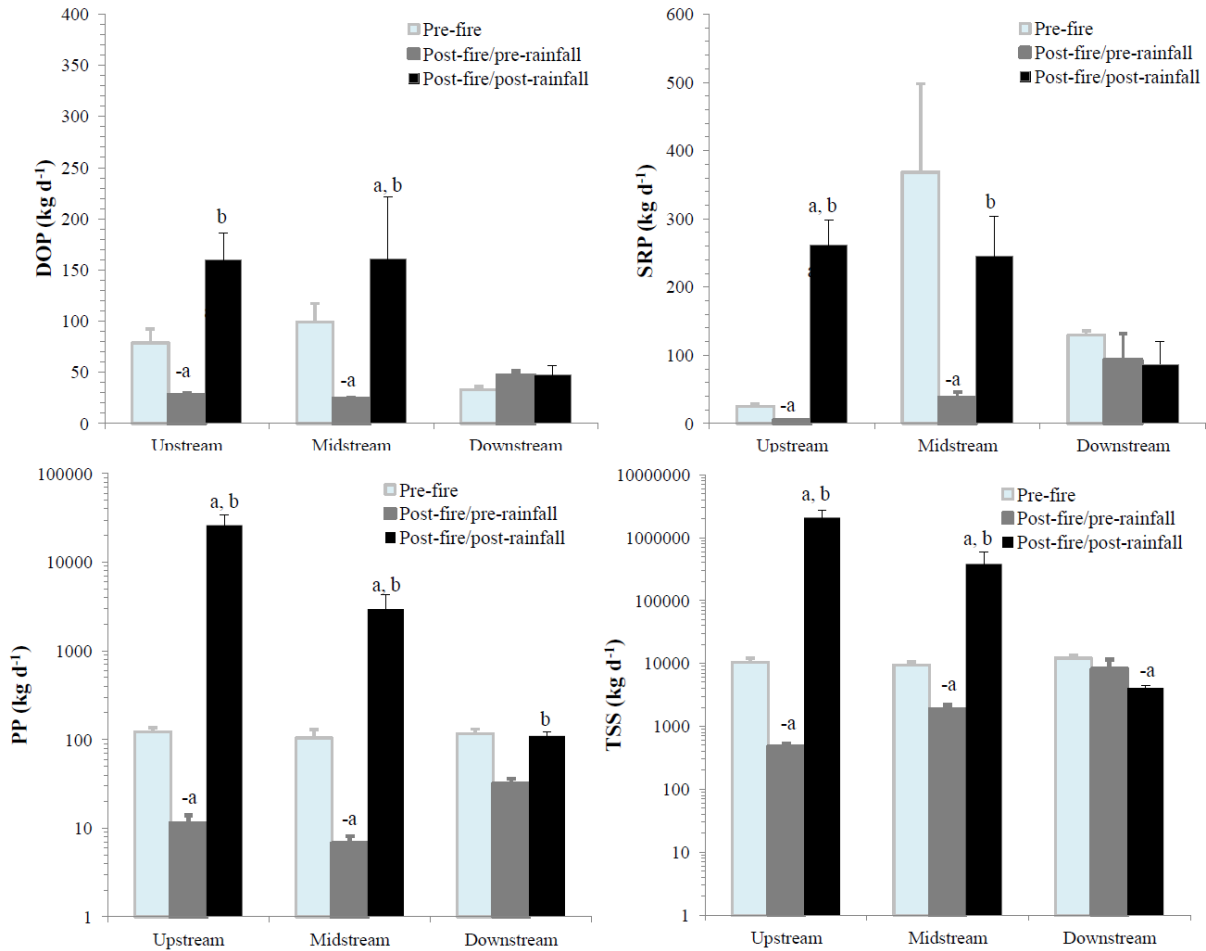 400
350
300
250
200
150
100
50
0
DOP (kg d⁻¹)
Pre-fire
Post-fire/pre-rainfall
Post-fire/post-rainfall
-a
b
-a
a, b
Upstream Midstream Downstream
600
500
400
300
200
100
0
SRP (kg d⁻¹)
Pre-fire
Post-fire/pre-rainfall
Post-fire/post-rainfall
-a
a, b
-a
b
Upstream Midstream Downstream
100000
10000
1000
100
10
1
PP (kg d⁻¹)
Pre-fire
Post-fire/pre-rainfall
Post-fire/post-rainfall
-a
a, b
-a
a, b
b
Upstream Midstream Downstream
10000000
1000000
100000
10000
1000
100
10
1
TSS (kg d⁻¹)
Pre-fire
Post-fire/pre-rainfall
Post-fire/post-rainfall
-a
a, b
-a
a, b
-a
Upstream Midstream Downstream